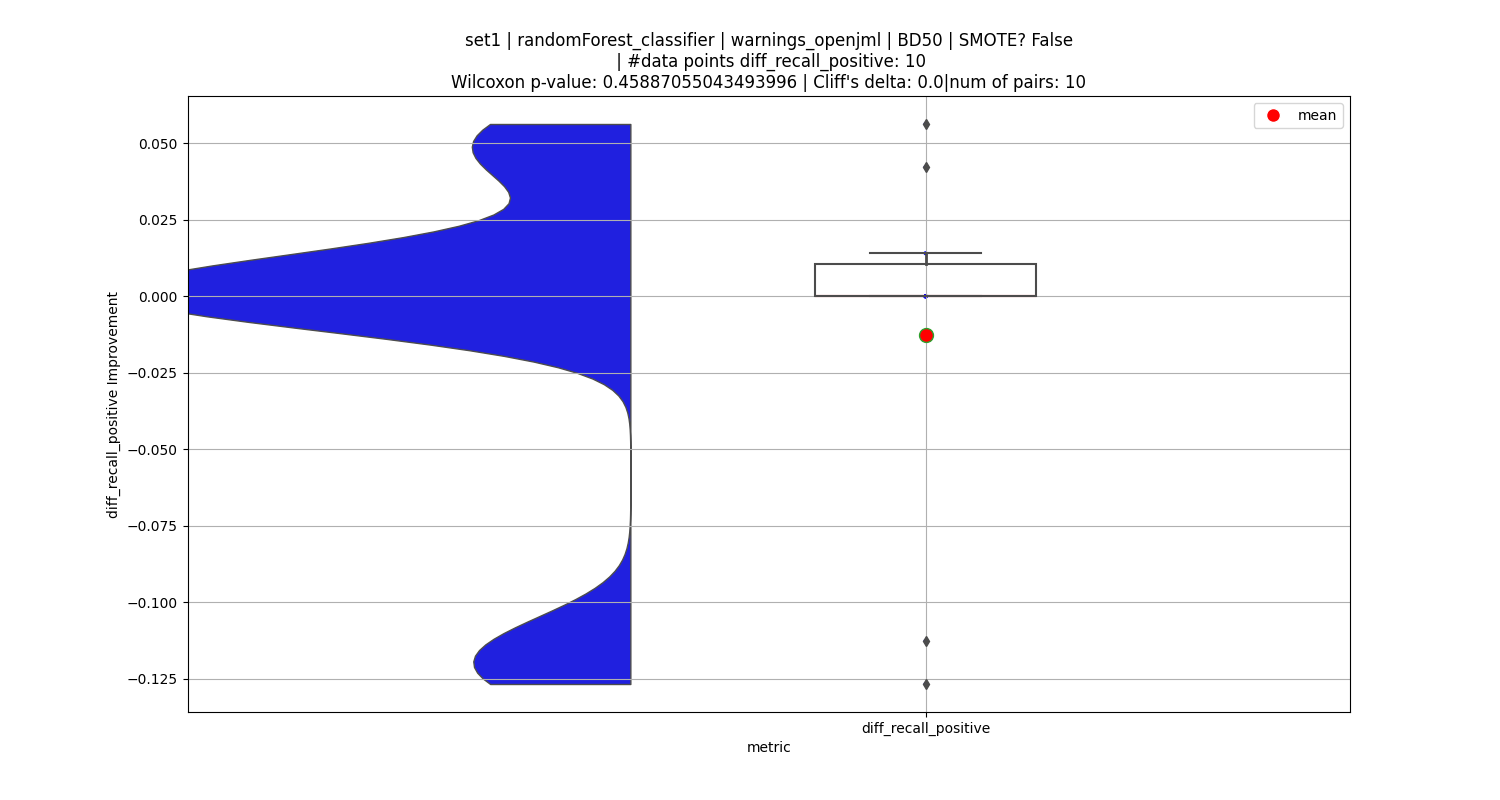 set1 | randomForest_classifier | warnings_openjml | BD50 | SMOTE? False
| #data points diff_recall_positive: 10
Wilcoxon p-value: 0.45887055043493996 | Cliff's delta: 0.0|num of pairs: 10
mean
0.050
0.025
0.000
−0.025
−0.050
−0.075
−0.100
−0.125
diff_recall_positive Improvement
diff_recall_positive
metric